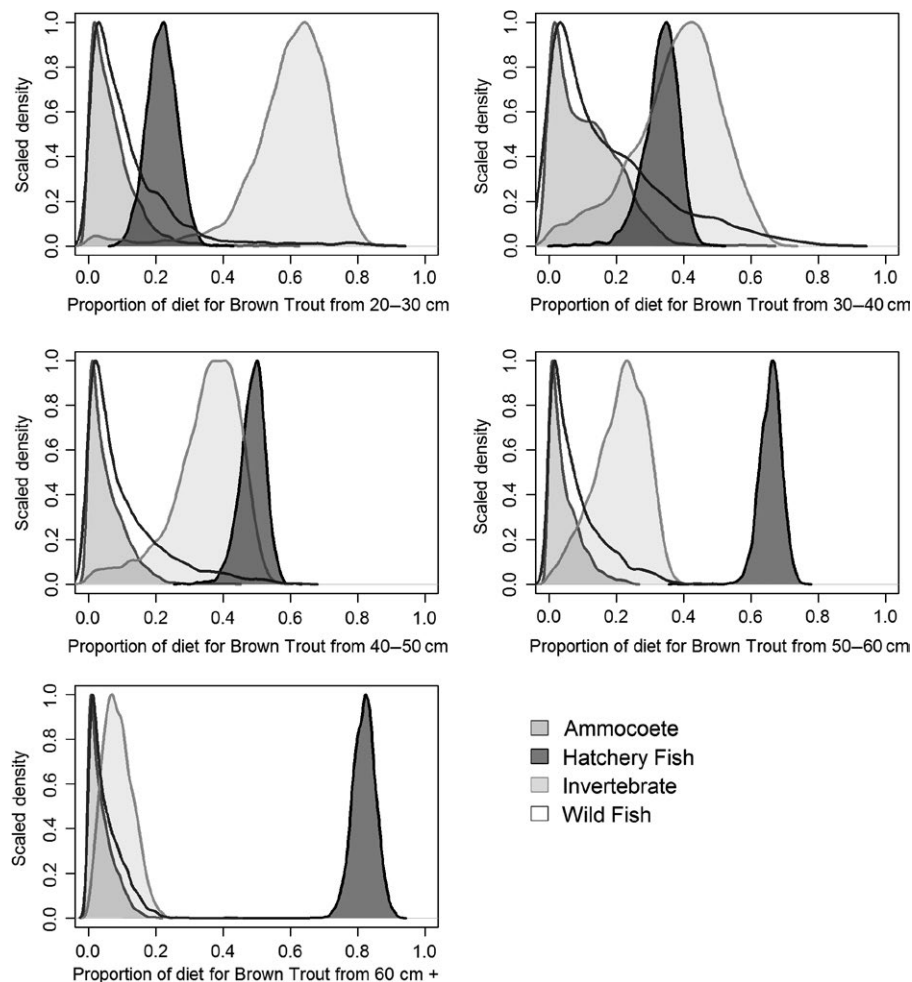 Scaled density
0.0 0.2 0.4 0.6 0.8 1.0
0.0 0.2 0.4 0.6 0.8 1.0
Proportion of diet for Brown Trout from 20–30 cm
Scaled density
0.0 0.2 0.4 0.6 0.8 1.0
0.0 0.2 0.4 0.6 0.8 1.0
Proportion of diet for Brown Trout from 30–40 cm
Scaled density
0.0 0.2 0.4 0.6 0.8 1.0
0.0 0.2 0.4 0.6 0.8 1.0
Proportion of diet for Brown Trout from 40–50 cm
Scaled density
0.0 0.2 0.4 0.6 0.8 1.0
0.0 0.2 0.4 0.6 0.8 1.0
Proportion of diet for Brown Trout from 50–60 cm
Scaled density
0.0 0.2 0.4 0.6 0.8 1.0
0.0 0.2 0.4 0.6 0.8 1.0
Proportion of diet for Brown Trout from 60 cm +
Ammocoete
Hatchery Fish
Invertebrate
Wild Fish